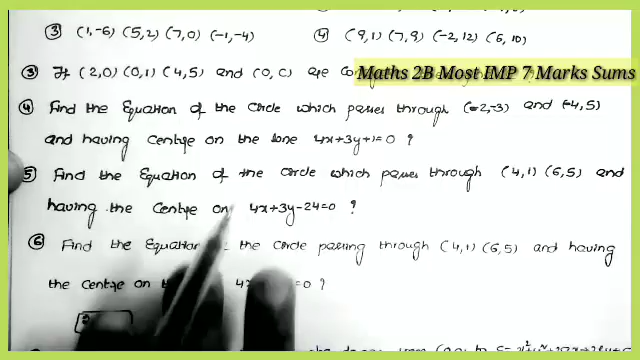 ③ (1,-6) (5,2) (7,0) (-1,-4) ④ (9,1) (7,9) (-2,12) (6,10)
③ If (2,0) (0,1) (4,5) and (0,c) are
Maths 2B Most IMP 7 Marks Sums
④ Find the Equation of the Circle which passes through (-2,-3) and (-4,5)
and having Centre on the line 4x+3y+1=0 ?
⑤ Find the Equation of the Circle which passes through (4,1) (6,5) and
having the Centre on 4x+3y-24=0 ?
⑥ Find the Equation the Circle passing through (4,1) (6,5) and having
the Centre on =0 ?